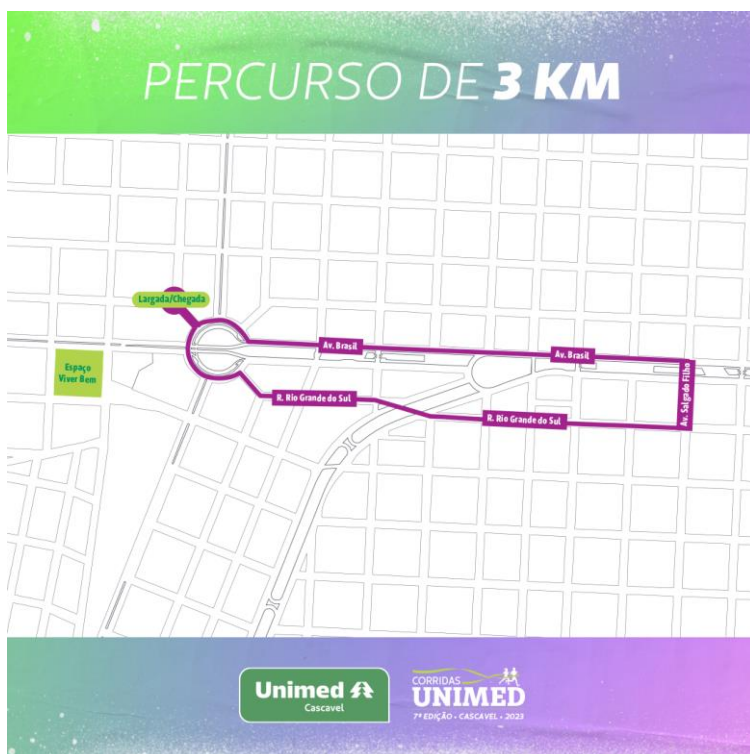 PERCURSO DE 3 KM
Largada/Chegada
Av. Brasil
Av. Brasil
Espaço
Viver Bem
Av. Salgado Filho
R. Rio Grande do Sul
R. Rio Grande do Sul
Unimed
Cascavel
CORRIDAS
UNIMED
7ª EDIÇÃO • CASCAVEL • 2023